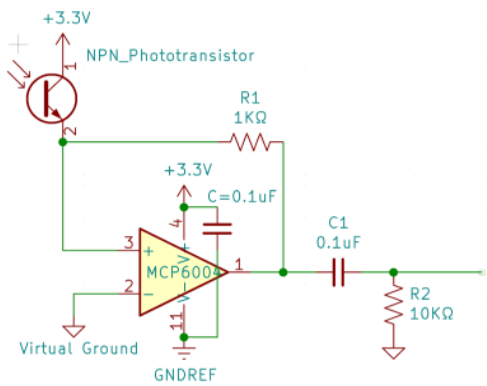 +3.3V
1
NPN_Phototransistor
2
R1
1KΩ
+3.3V
C=0.1uF
4
V+
3
+
MCP6004
1
2
−
V-
11
C1
0.1uF
R2
10KΩ
Virtual Ground
GNDREF